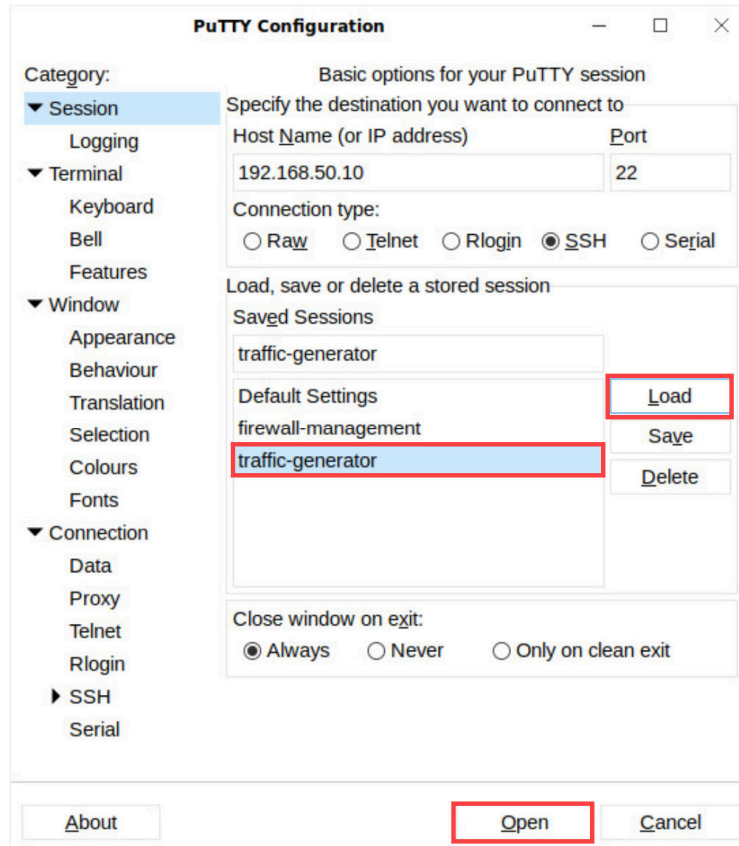 PuTTY Configuration
Category:
Session
Logging
Terminal
Keyboard
Bell
Features
Window
Appearance
Behaviour
Translation
Selection
Colours
Fonts
Connection
Data
Proxy
Telnet
Rlogin
SSH
Serial
Basic options for your PuTTY session
Specify the destination you want to connect to
Host Name (or IP address) Port
192.168.50.10 22
Connection type:
Raw Telnet Rlogin SSH Serial
Load, save or delete a stored session
Saved Sessions
traffic-generator
Default Settings
firewall-management
traffic-generator
Load
Save
Delete
Close window on exit:
Always Never Only on clean exit
About Open Cancel